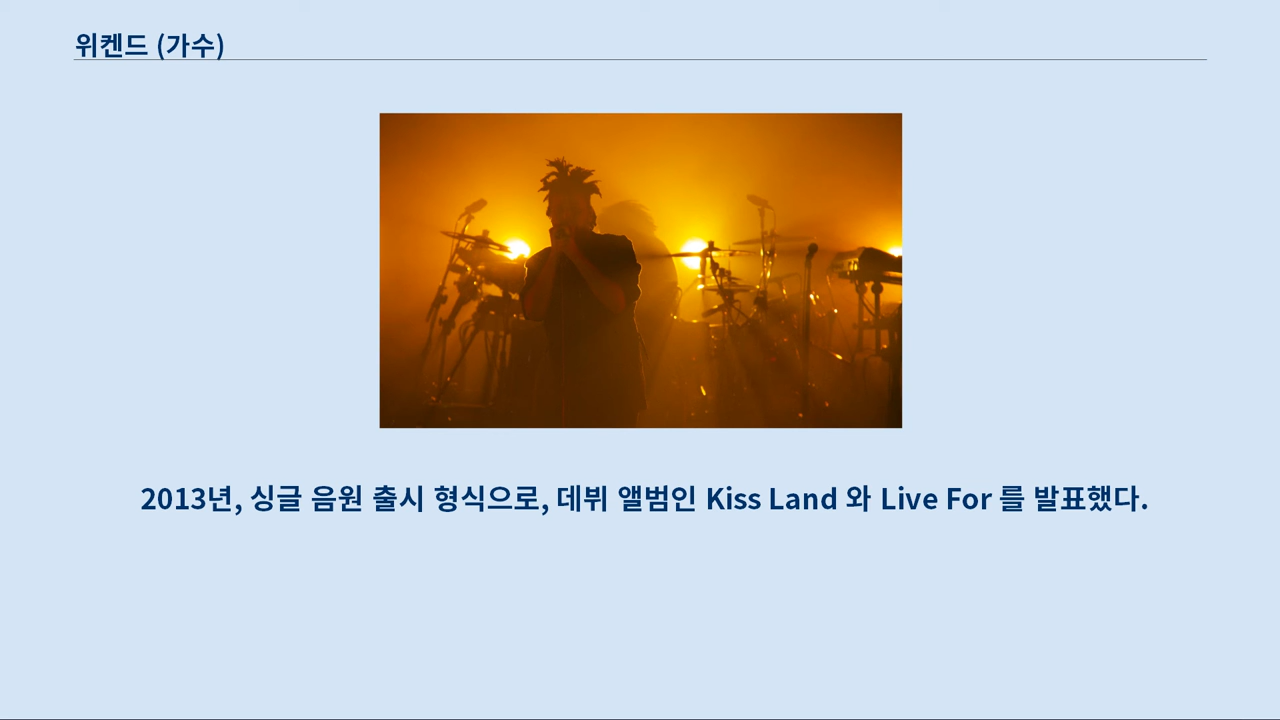 위켄드 (가수)
2013년, 싱글 음원 출시 형식으로, 데뷔 앨범인 Kiss Land 와 Live For 를 발표했다.